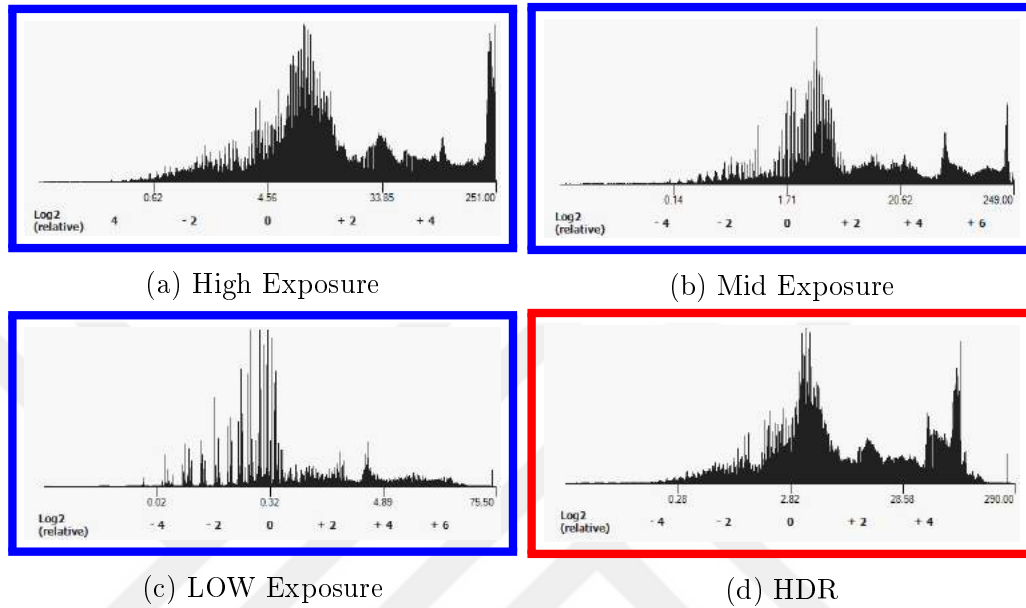 0.62 4.56 33.85 251.00
Log2
(relative) 4 - 2 0 + 2 + 4
(a) High Exposure
0.14 1.71 20.62 249.00
Log2
(relative) - 4 - 2 0 + 2 + 4 + 6
(b) Mid Exposure
0.02 0.32 4.89 75.50
Log2
(relative) - 4 - 2 0 + 2 + 4 + 6
(c) LOW Exposure
0.28 2.82 28.58 290.00
Log2
(relative) - 4 - 2 0 + 2 + 4
(d) HDR